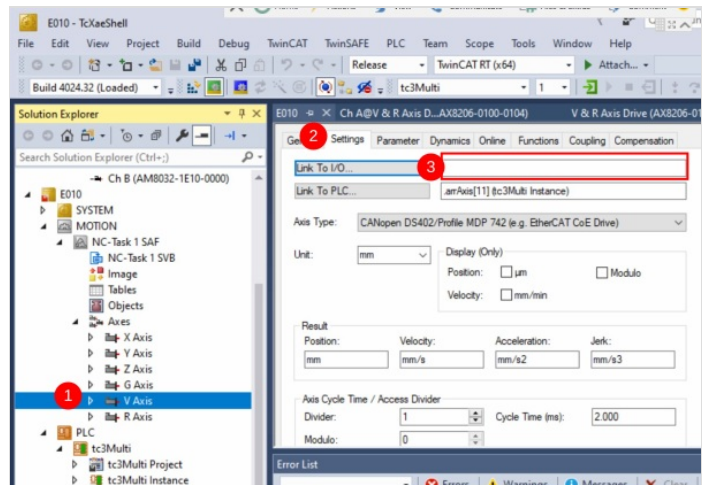 E010 - TcXaeShell
File Edit View Project Build Debug TwinCAT TwinSAFE PLC Team Scope Tools Window Help
Release TwinCAT RT (x64) Attach...
Build 4024.32 (Loaded) tc3Multi 1
Solution Explorer
E010 Ch A@V & R Axis D...AX8206-0100-0104) V & R Axis Drive (AX8206-01
2 Settings Parameter Dynamics Online Functions Coupling Compensation
Search Solution Explorer (Ctrl+;)
Link To I/O... 3
Ch B (AM8032-1E10-0000)
Link To PLC... .arrAxis[11] (tc3Multi Instance)
E010
SYSTEM
MOTION
Axis Type: CANopen DS402/Profile MDP 742 (e.g. EtherCAT CoE Drive)
NC-Task 1 SAF
NC-Task 1 SVB
Unit: mm Display (Only)
Image
Position: µm Modulo
Tables
Velocity: mm/min
Objects
Axes
Result
X Axis
Position: Velocity: Acceleration: Jerk:
Y Axis
mm mm/s mm/s2 mm/s3
Z Axis
G Axis
1 V Axis
Axis Cycle Time / Access Divider
R Axis
Divider: 1 Cycle Time (ms): 2.000
PLC
Modulo: 0
tc3Multi
tc3Multi Project
Error List
tc3Multi Instance
Errors Warnings Messages Clear